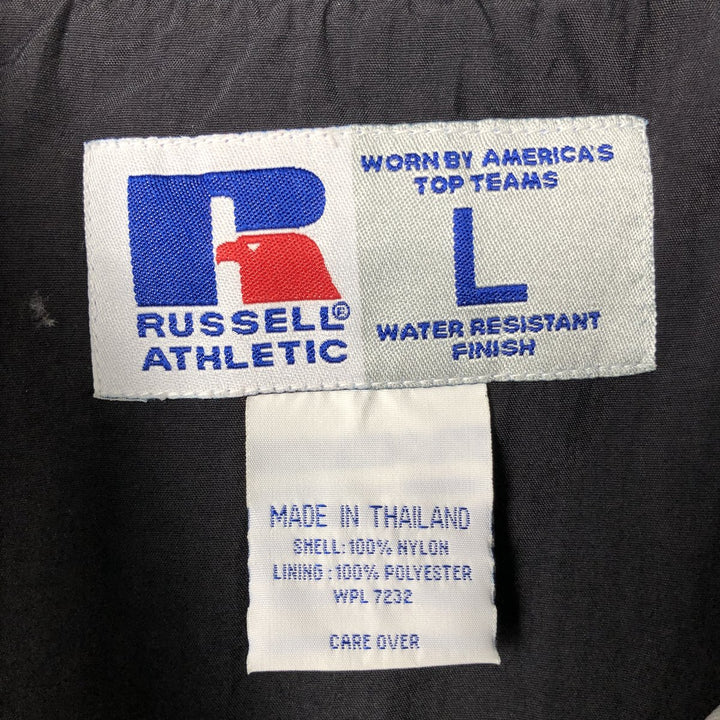 R
RUSSELL®
ATHLETIC
WORN BY AMERICA'S
TOP TEAMS
L
WATER RESISTANT
FINISH
MADE IN THAILAND
SHELL: 100% NYLON
LINING : 100% POLYESTER
WPL 7232
CARE OVER